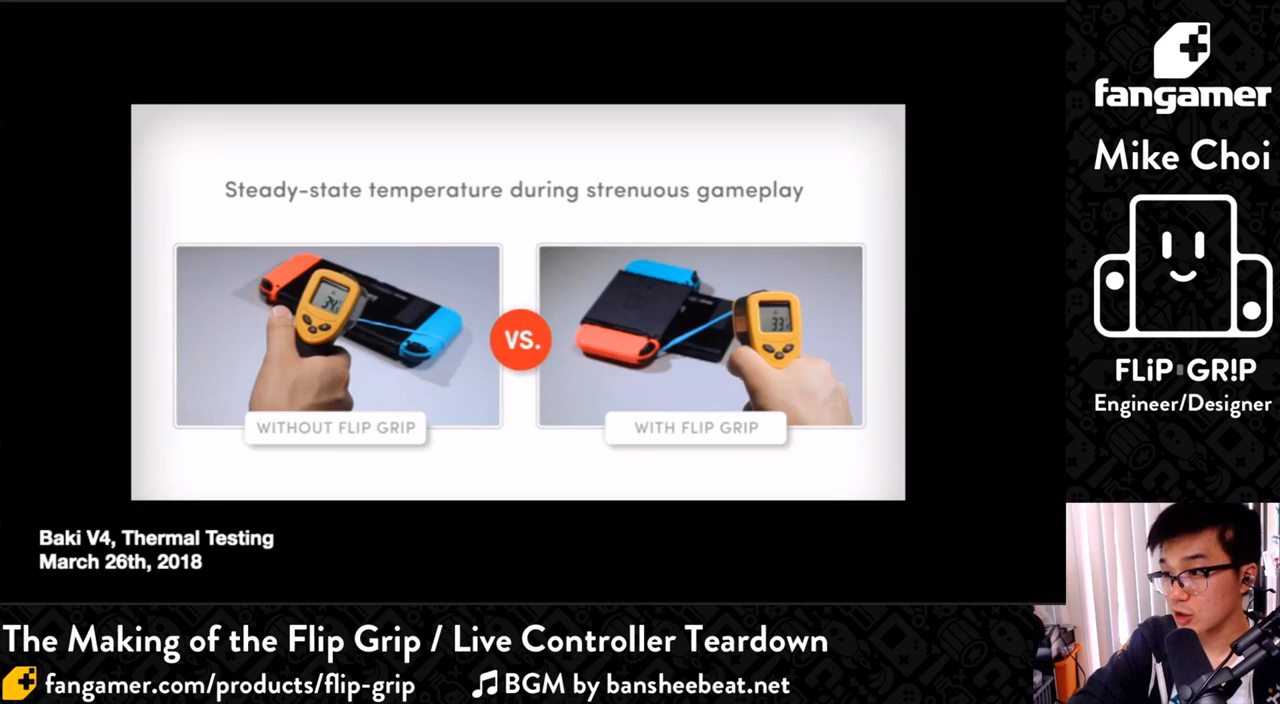 Steady-state temperature during strenuous gameplay
VS.
WITHOUT FLIP GRIP
WITH FLIP GRIP
Baki V4, Thermal Testing
March 26th, 2018
fangamer
Mike Choi
FLiP GR!P
Engineer/Designer
The Making of the Flip Grip / Live Controller Teardown
fangamer.com/products/flip-grip
BGM by bansheebeat.net